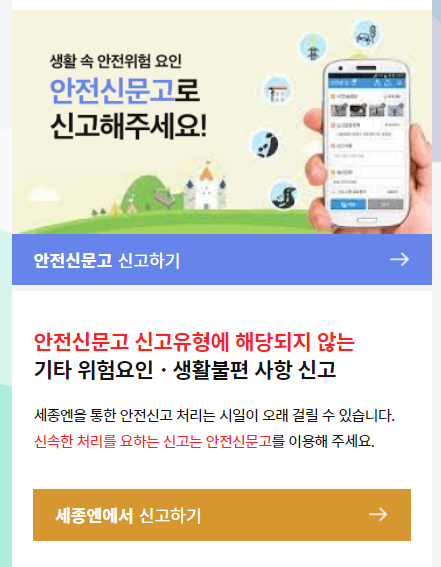 생활 속 안전위험 요인
안전신문고로
신고해주세요!
안전신문고 신고하기
안전신문고 신고유형에 해당되지 않는
기타 위험요인 · 생활불편 사항 신고
세종엔을 통한 안전신고 처리는 시일이 오래 걸릴 수 있습니다.
신속한 처리를 요하는 신고는 안전신문고를 이용해 주세요.
세종엔에서 신고하기